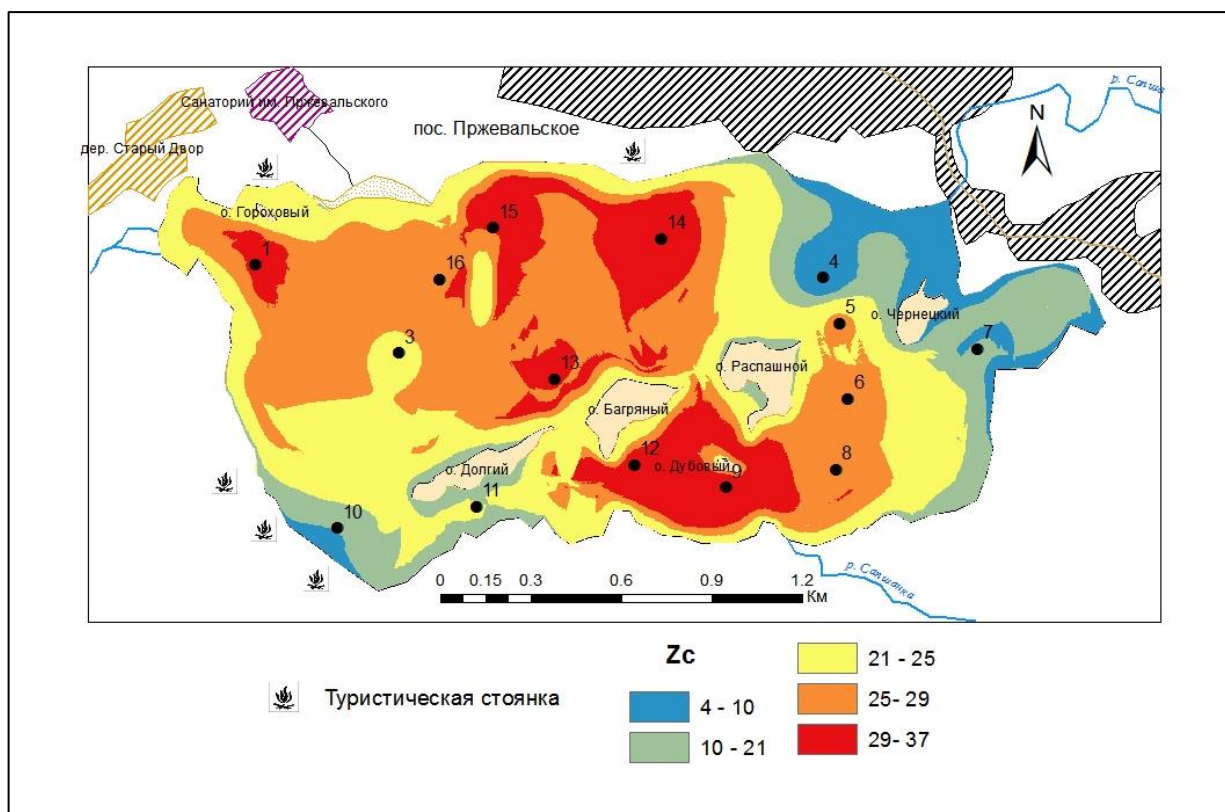 Санаторий им. Пржевальского
р. Сапша
пос. Пржевальское
N
дер. Старый Двор
о. Гороховый
15
14
1
16
4
5
о. Чернецкий
3
7
13
о. Распашной
6
о. Багряный
12
о. Дубовый
8
о. Долгий
9
11
10
р. Сапшанка
0 0.15 0.3 0.6 0.9 1.2
Км
Zc
21 - 25
Туристическая стоянка
4 - 10
25- 29
10 - 21
29- 37